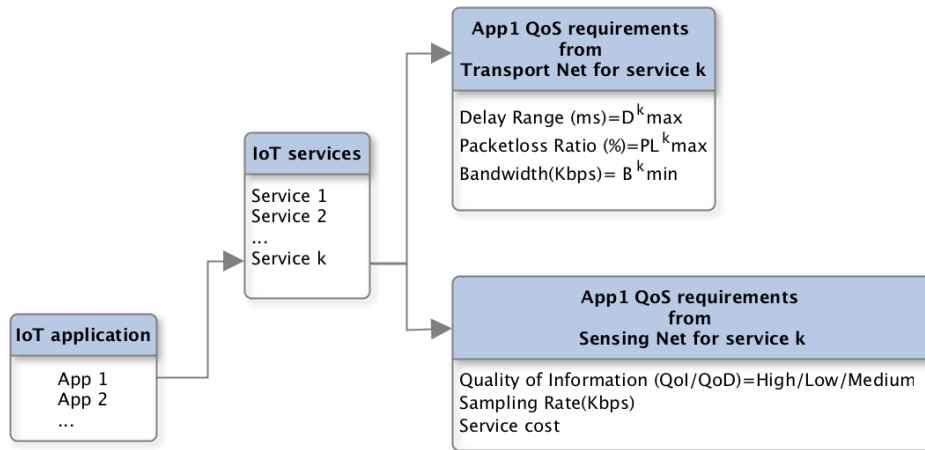 App1 QoS requirements
from
Transport Net for service k
Delay Range (ms)=D^k max
Packetloss Ratio (%)=PL^k max
Bandwidth(Kbps)= B^k min
IoT services
Service 1
Service 2
...
Service k
App1 QoS requirements
from
Sensing Net for service k
Quality of Information (QoI/QoD)=High/Low/Medium
Sampling Rate(Kbps)
Service cost
IoT application
App 1
App 2
...